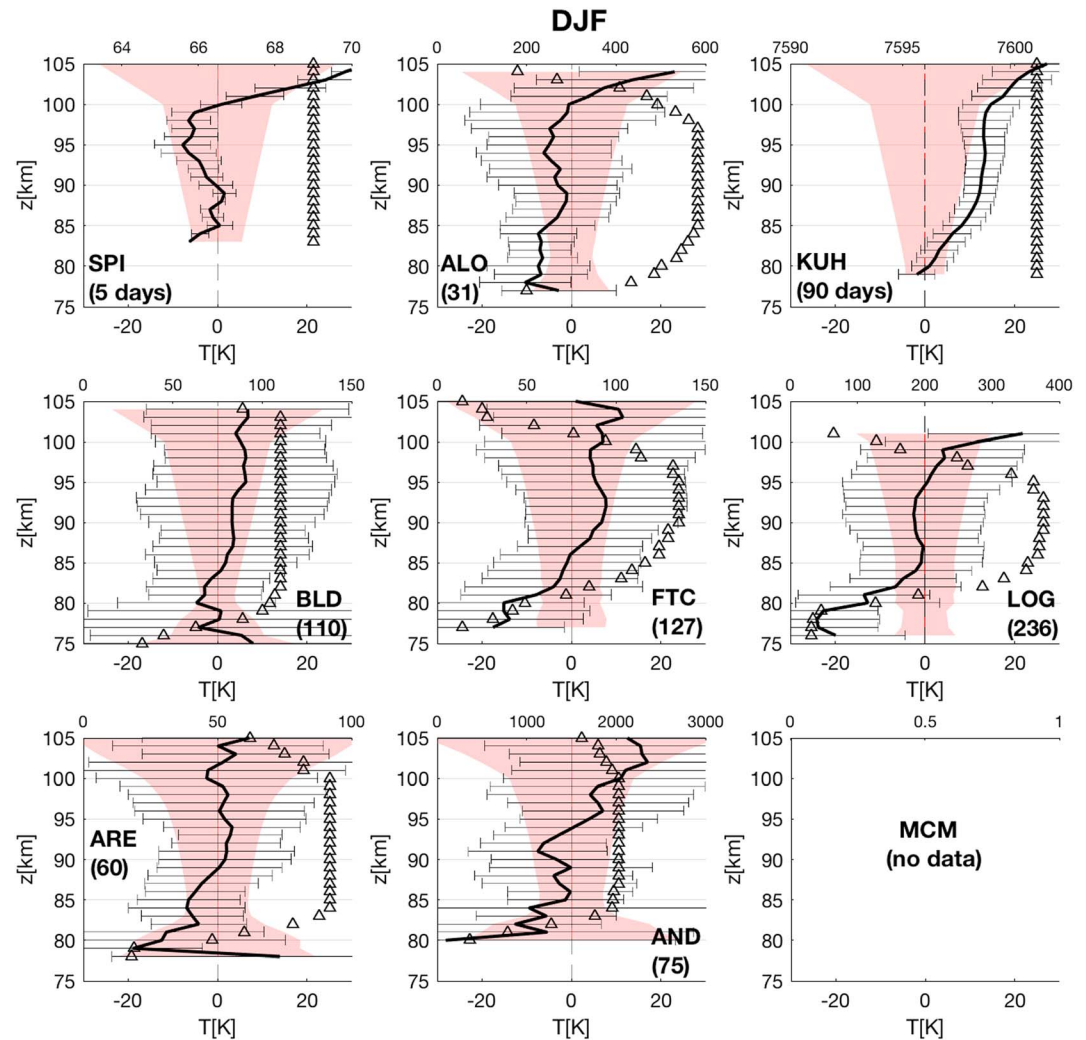 DJF
64 66 68 70
0 200 400 600
7590 7595 7600
105
100
95
90
85
80
75
z[km]
SPI
(5 days)
-20 0 20
T[K]
105
100
95
90
85
80
75
z[km]
ALO
(31)
-20 0 20
T[K]
105
100
95
90
85
80
75
z[km]
KUH
(90 days)
-20 0 20
T[K]
0 50 100 150
0 50 100 150
0 100 200 300 400
105
100
95
90
85
80
75
z[km]
BLD
(110)
-20 0 20
T[K]
105
100
95
90
85
80
75
z[km]
FTC
(127)
-20 0 20
T[K]
105
100
95
90
85
80
75
z[km]
LOG
(236)
-20 0 20
T[K]
0 50 100
0 1000 2000 3000
0 0.5 1
105
100
95
90
85
80
75
z[km]
ARE
(60)
-20 0 20
T[K]
105
100
95
90
85
80
75
z[km]
AND
(75)
-20 0 20
T[K]
105
100
95
90
85
80
75
z[km]
MCM
(no data)
-20 0 20
T[K]